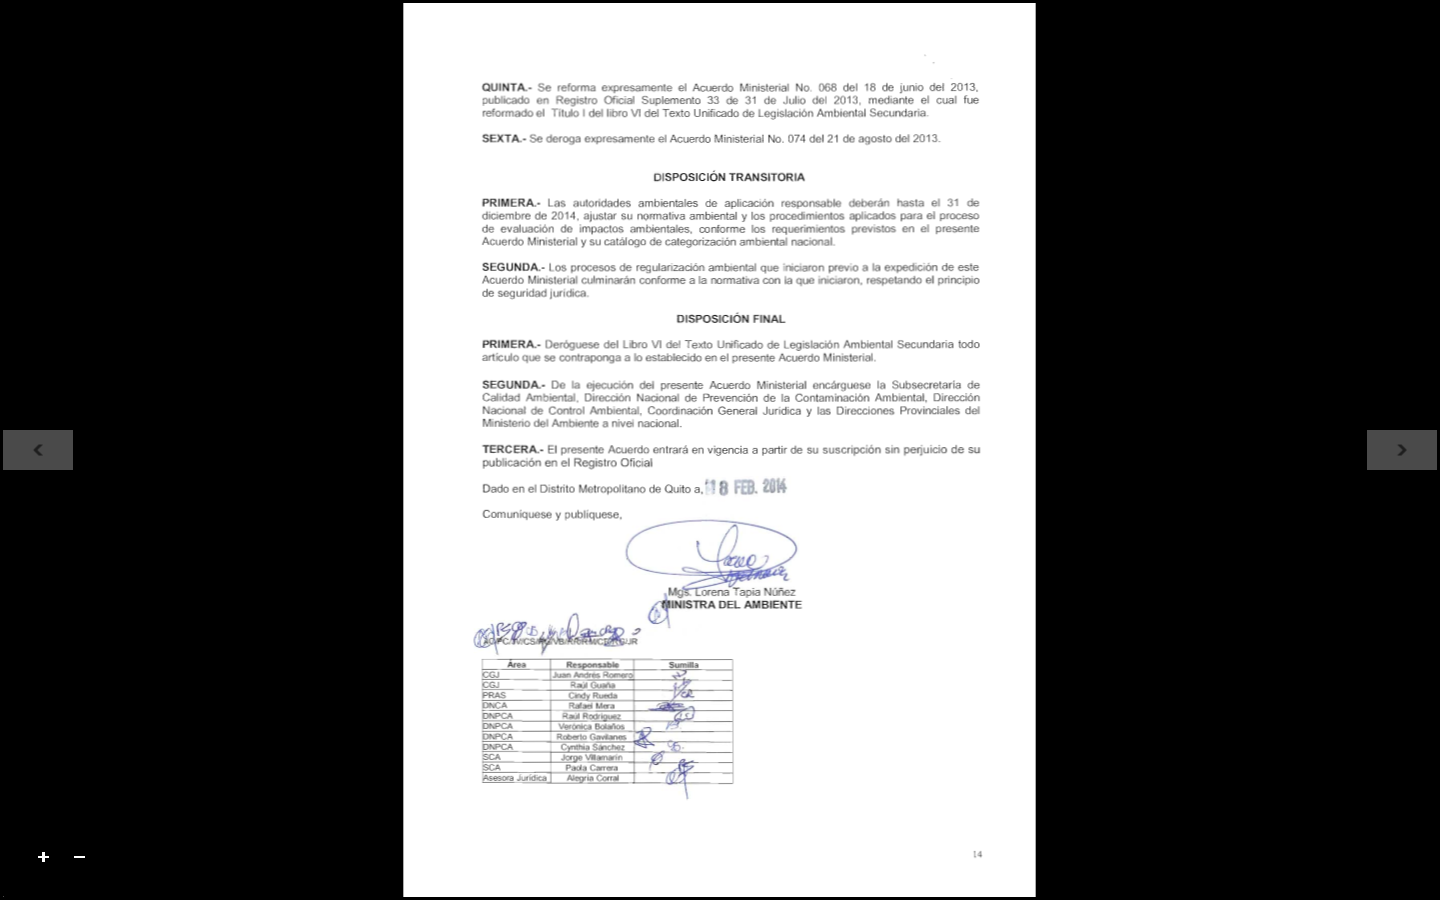 QUINTA.- Se reforma expresamente el Acuerdo Ministerial No. 068 del 18 de junio del 2013,
publicado en Registro Oficial Suplemento 33 de 31 de Julio del 2013, mediante el cual fue
reformado el Título I del libro VI del Texto Unificado de Legislación Ambiental Secundaria.
SEXTA.- Se deroga expresamente el Acuerdo Ministerial No. 074 del 21 de agosto del 2013.
DISPOSICIÓN TRANSITORIA
PRIMERA.- Las autoridades ambientales de aplicación responsable deberán hasta el 31 de
diciembre de 2014, ajustar su normativa ambiental y los procedimientos aplicados para el proceso
de evaluación de impactos ambientales, conforme los requerimientos previstos en el presente
Acuerdo Ministerial y su catálogo de categorización ambiental nacional.
SEGUNDA.- Los procesos de regularización ambiental que iniciaron previo a la expedición de este
Acuerdo Ministerial culminarán conforme a la normativa con la que iniciaron, respetando el principio
de seguridad jurídica.
DISPOSICIÓN FINAL
PRIMERA.- Deróguese del Libro VI del Texto Unificado de Legislación Ambiental Secundaria todo
artículo que se contraponga a lo establecido en el presente Acuerdo Ministerial.
SEGUNDA.- De la ejecución del presente Acuerdo Ministerial encárguese la Subsecretaría de
Calidad Ambiental, Dirección Nacional de Prevención de la Contaminación Ambiental, Dirección
Nacional de Control Ambiental, Coordinación General Jurídica y las Direcciones Provinciales del
Ministerio del Ambiente a nivel nacional.
TERCERA.- El presente Acuerdo entrará en vigencia a partir de su suscripción sin perjuicio de su
publicación en el Registro Oficial
Dado en el Distrito Metropolitano de Quito a, 18 FEB. 2014
Comuníquese y publíquese,
Mgs. Lorena Tapia Núñez
MINISTRA DEL AMBIENTE
Área Responsable Sumilla
CGJ Juan Andrés Romero
CGJ Raúl Guaña
PRAS Cindy Rueda
DNCA Rafael Mera
DNPCA Raúl Rodríguez
DNPCA Verónica Bolaños
DNPCA Roberto Gavilanes
DNPCA Cynthia Sánchez
SCA Jorge Villamarín
SCA Paola Carrera
Asesora Jurídica Alegría Corral
14